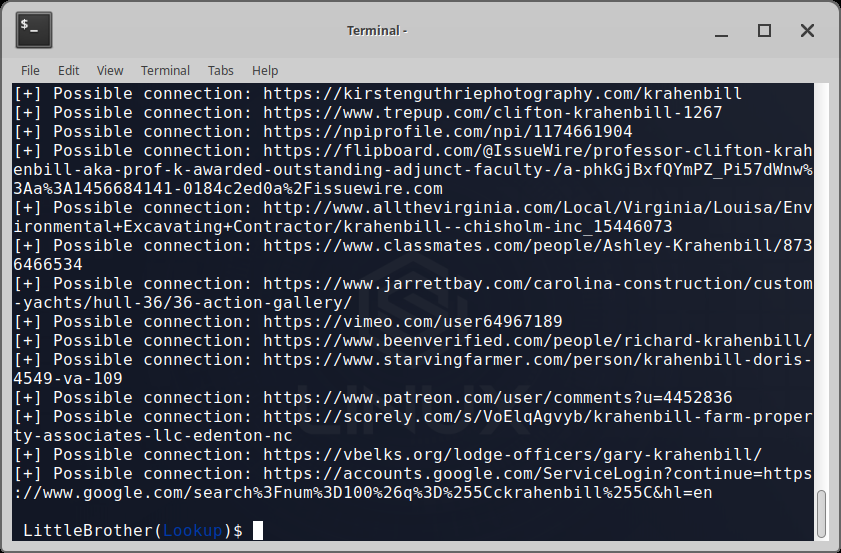 $_
Terminal -
File Edit View Terminal Tabs Help
[+] Possible connection: https://kirstenguthriephotography.com/krahenbill
[+] Possible connection: https://www.trepup.com/clifton-krahenbill-1267
[+] Possible connection: https://npiprofile.com/npi/1174661904
[+] Possible connection: https://flipboard.com/@IssueWire/professor-clifton-krah
enbill-aka-prof-k-awarded-outstanding-adjunct-faculty-/a-phkGjBxfQYmPZ_Pi57dWnw%
3Aa%3A1456684141-0184c2ed0a%2Fissuewire.com
[+] Possible connection: http://www.allthevirginia.com/Local/Virginia/Louisa/Env
ironmental+Excavating+Contractor/krahenbill--chisholm-inc_15446073
[+] Possible connection: https://www.classmates.com/people/Ashley-Krahenbill/873
6466534
[+] Possible connection: https://www.jarrettbay.com/carolina-construction/custom
-yachts/hull-36/36-action-gallery/
[+] Possible connection: https://vimeo.com/user64967189
[+] Possible connection: https://www.beenverified.com/people/richard-krahenbill/
[+] Possible connection: https://www.starvingfarmer.com/person/krahenbill-doris-
4549-va-109
[+] Possible connection: https://www.patreon.com/user/comments?u=4452836
[+] Possible connection: https://scorely.com/s/VoElqAgvyb/krahenbill-farm-proper
ty-associates-llc-edenton-nc
[+] Possible connection: https://vbelks.org/lodge-officers/gary-krahenbill/
[+] Possible connection: https://accounts.google.com/ServiceLogin?continue=https
://www.google.com/search%3Fnum%3D100%26q%3D%255Cckrahenbill%255C&hl=en
LittleBrother(Lookup)$
LINUX